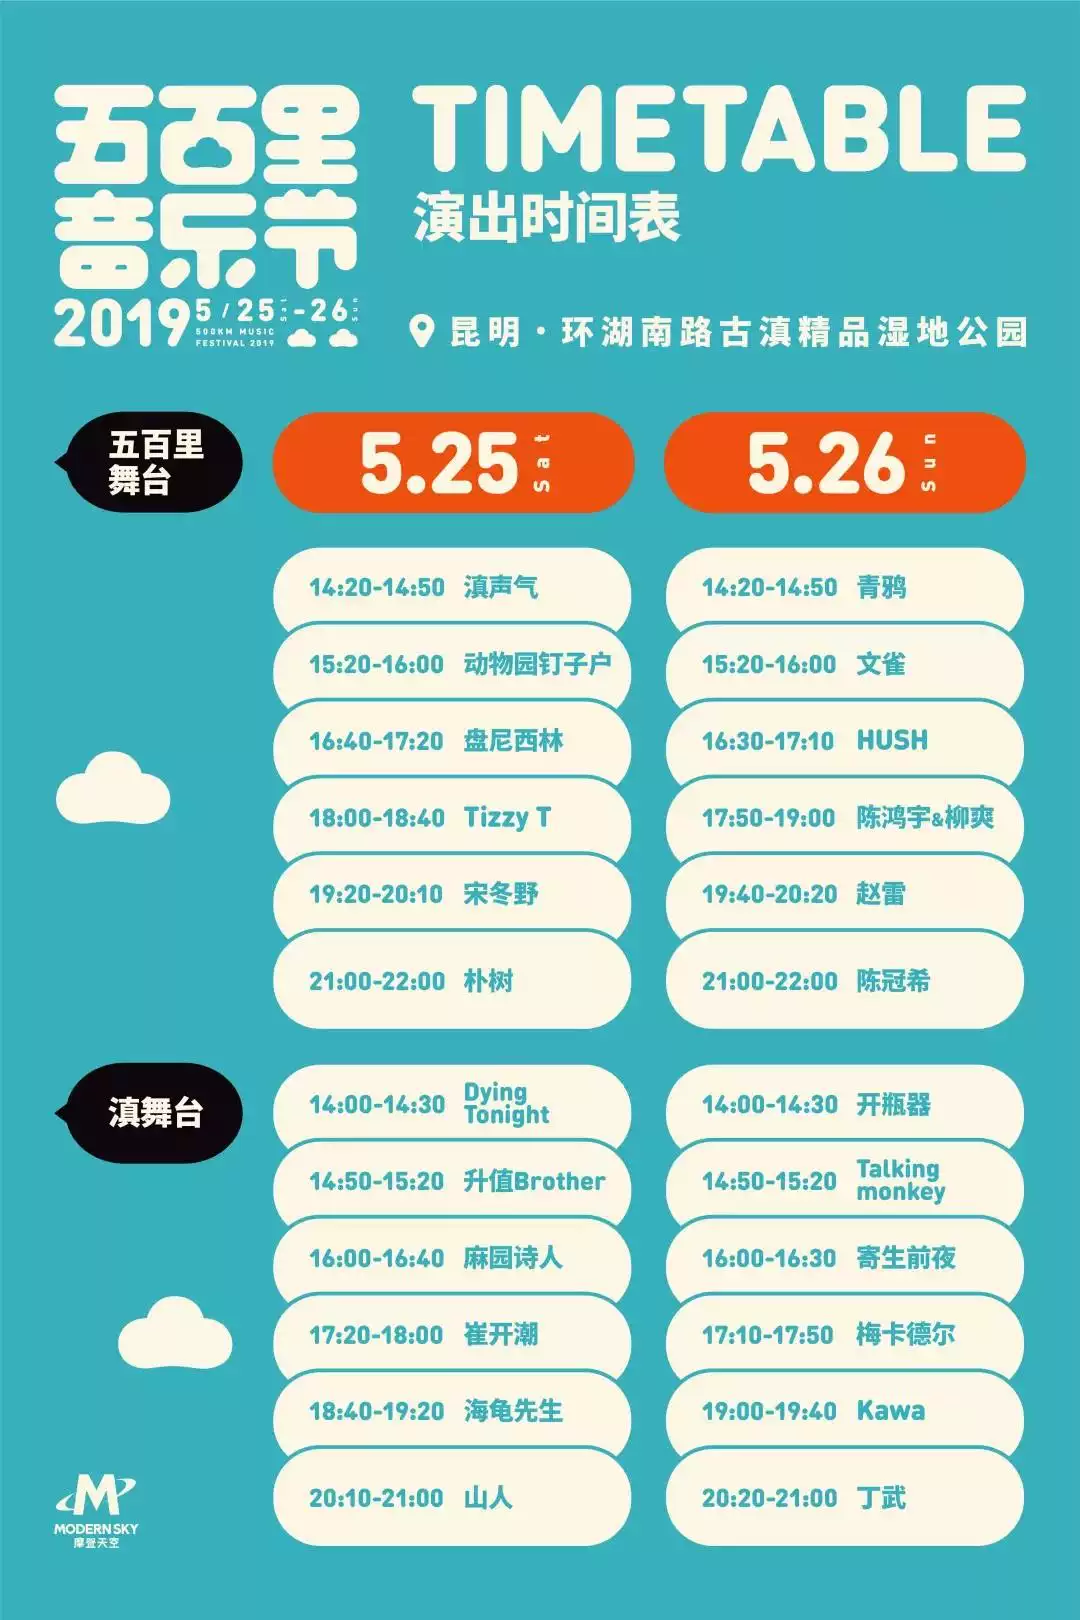 五百里
音乐节
2019 5/25 Sat - 26 Sun
500KM MUSIC
FESTIVAL 2019
TIMETABLE
演出时间表
昆明·环湖南路古滇精品湿地公园
五百里
舞台
5.25 Sat
5.26 Sun
14:20-14:50 滇声气
14:20-14:50 青鸦
15:20-16:00 动物园钉子户
15:20-16:00 文雀
16:40-17:20 盘尼西林
16:30-17:10 HUSH
18:00-18:40 Tizzy T
17:50-19:00 陈鸿宇&柳爽
19:20-20:10 宋冬野
19:40-20:20 赵雷
21:00-22:00 朴树
21:00-22:00 陈冠希
滇舞台
14:00-14:30 Dying
Tonight
14:00-14:30 开瓶器
14:50-15:20 升值Brother
14:50-15:20 Talking
monkey
16:00-16:40 麻园诗人
16:00-16:30 寄生前夜
17:20-18:00 崔开潮
17:10-17:50 梅卡德尔
18:40-19:20 海龟先生
19:00-19:40 Kawa
20:10-21:00 山人
20:20-21:00 丁武
MODERN SKY
摩登天空